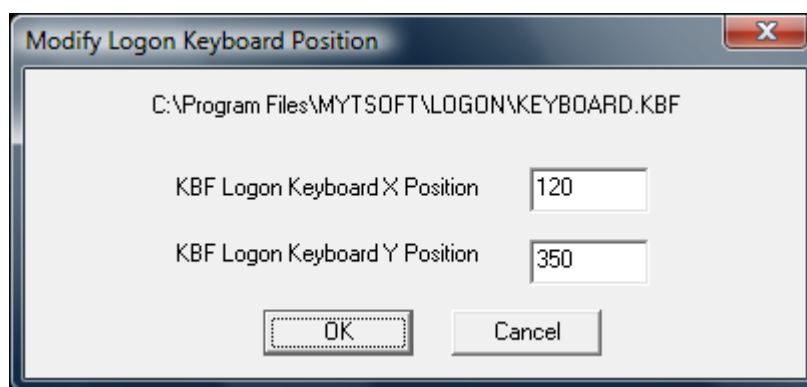 Modify Logon Keyboard Position
C:\Program Files\MYTSOFT\LOGON\KEYBOARD.KBF
KBF Logon Keyboard X Position 120
KBF Logon Keyboard Y Position 350
OK Cancel